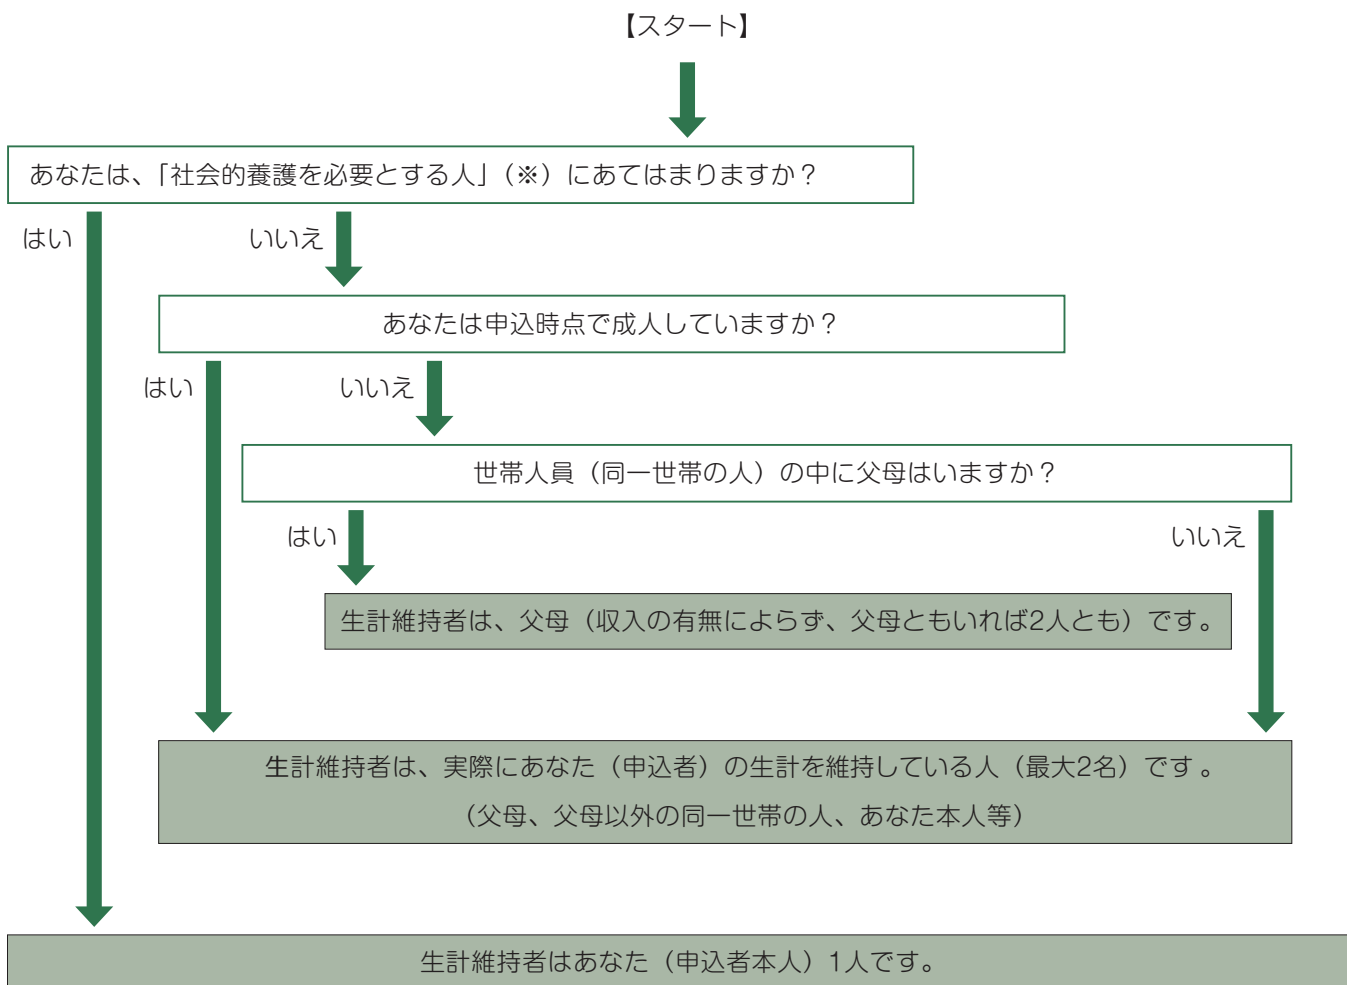 【スタート】
あなたは、「社会的養護を必要とする人」（※）にあてはまりますか？
はい
いいえ
あなたは申込時点で成人していますか？
はい
いいえ
世帯人員（同一世帯の人）の中に父母はいますか？
はい
いいえ
生計維持者は、父母（収入の有無によらず、父母ともいれば2人とも）です。
生計維持者は、実際にあなた（申込者）の生計を維持している人（最大2名）です。
（父母、父母以外の同一世帯の人、あなた本人等）
生計維持者はあなた（申込者本人）1人です。